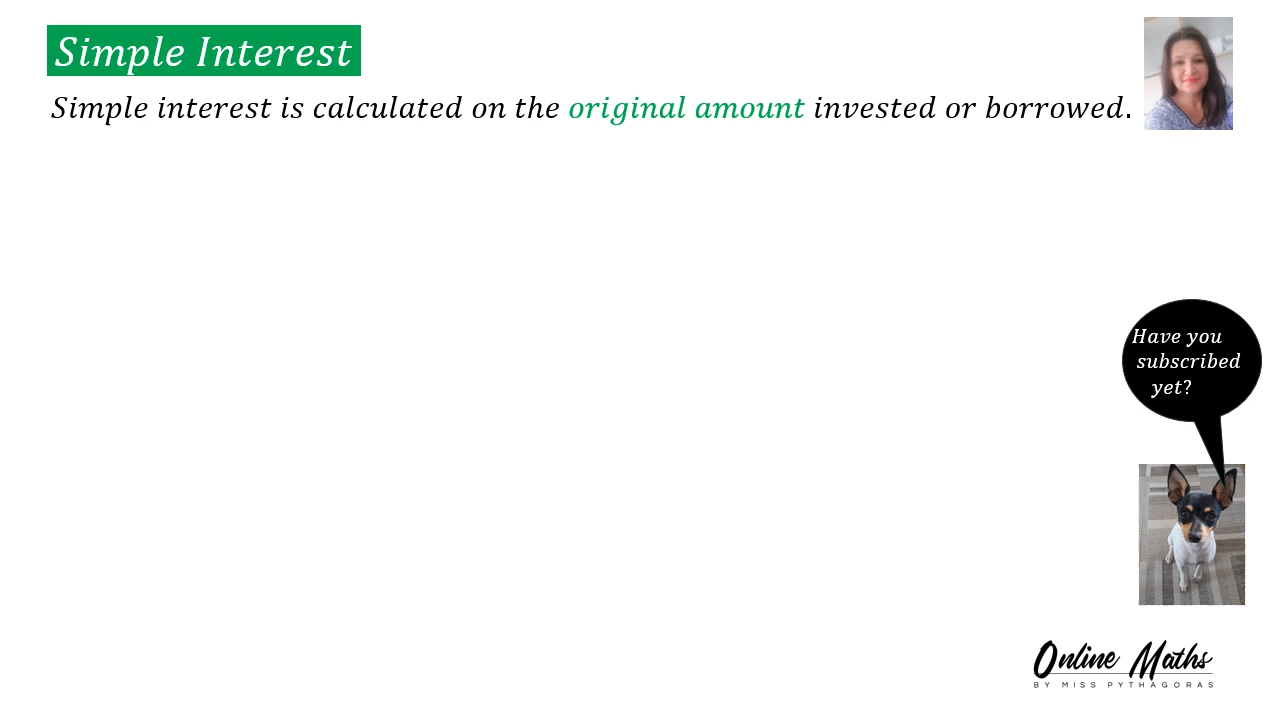 Simple Interest
Simple interest is calculated on the original amount invested or borrowed.
Have you
subscribed
yet?
Online Maths
BY MISS PYTHAGORAS